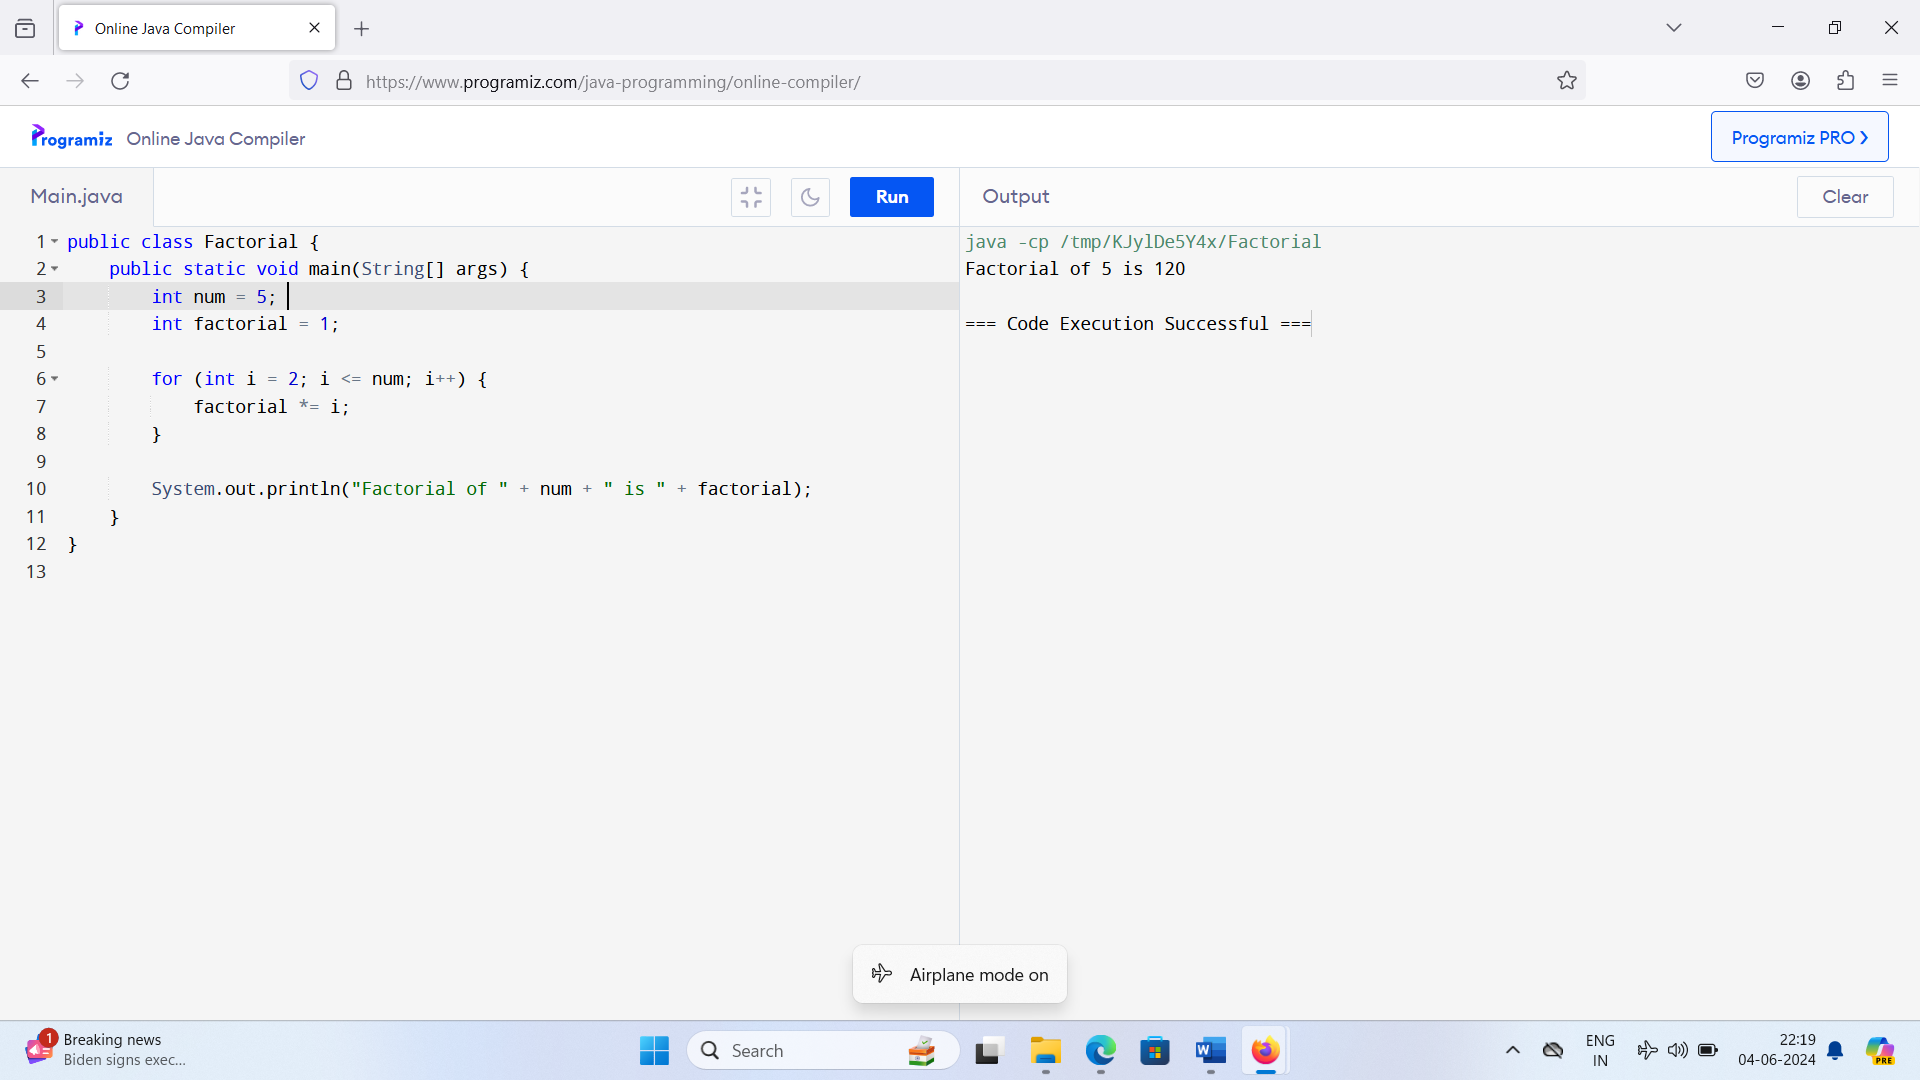 Online Java Compiler
https://www.programiz.com/java-programming/online-compiler/
Programiz Online Java Compiler
Programiz PRO
Main.java
Run
Output
Clear
1 public class Factorial {
2     public static void main(String[] args) {
3         int num = 5;
4         int factorial = 1;
5
6         for (int i = 2; i <= num; i++) {
7             factorial *= i;
8         }
9
10         System.out.println("Factorial of " + num + " is " + factorial);
11     }
12 }
13
java -cp /tmp/KJylDe5Y4x/Factorial
Factorial of 5 is 120
=== Code Execution Successful ===
Airplane mode on
1
Breaking news
Biden signs exec...
Search
W
ENG
IN
22:19
04-06-2024
PRE